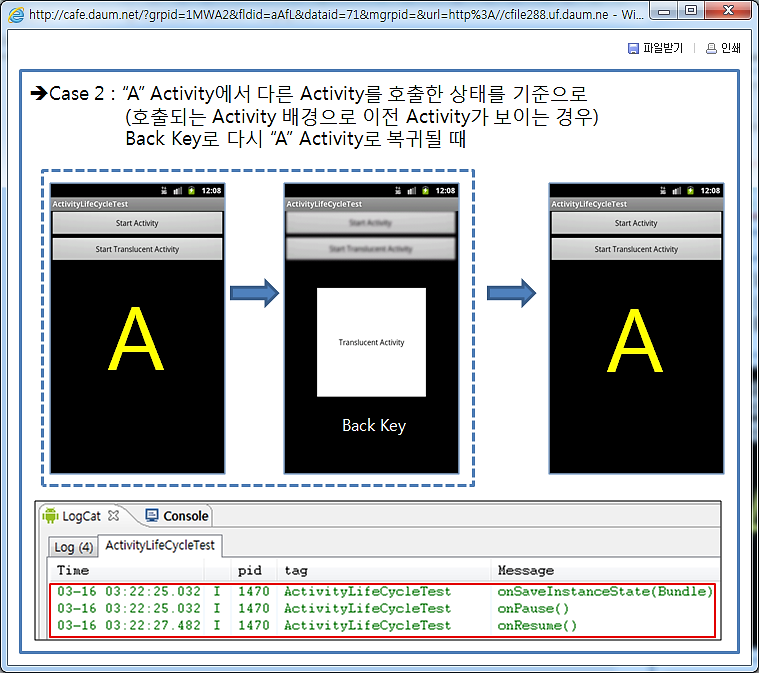 http://cafe.daum.net/?grpid=1MWA2&fldid=aAfL&dataid=71&mgrpid=&url=http%3A//cfile288.uf.daum.ne - Wi...
파일받기 | 인쇄
➔Case 2 : “A” Activity에서 다른 Activity를 호출한 상태를 기준으로
(호출되는 Activity 배경으로 이전 Activity가 보이는 경우)
Back Key로 다시 “A” Activity로 복귀될 때
12:08
ActivityLifeCycleTest
Start Activity
Start Translucent Activity
A
12:08
ActivityLifeCycleTest
Start Activity
Start Translucent Activity
Translucent Activity
Back Key
12:08
ActivityLifeCycleTest
Start Activity
Start Translucent Activity
A
LogCat Console
Log (4) ActivityLifeCycleTest
Time pid tag Message
03-16 03:22:25.032 I 1470 ActivityLifeCycleTest onSaveInstanceState(Bundle)
03-16 03:22:25.032 I 1470 ActivityLifeCycleTest onPause()
03-16 03:22:27.482 I 1470 ActivityLifeCycleTest onResume()